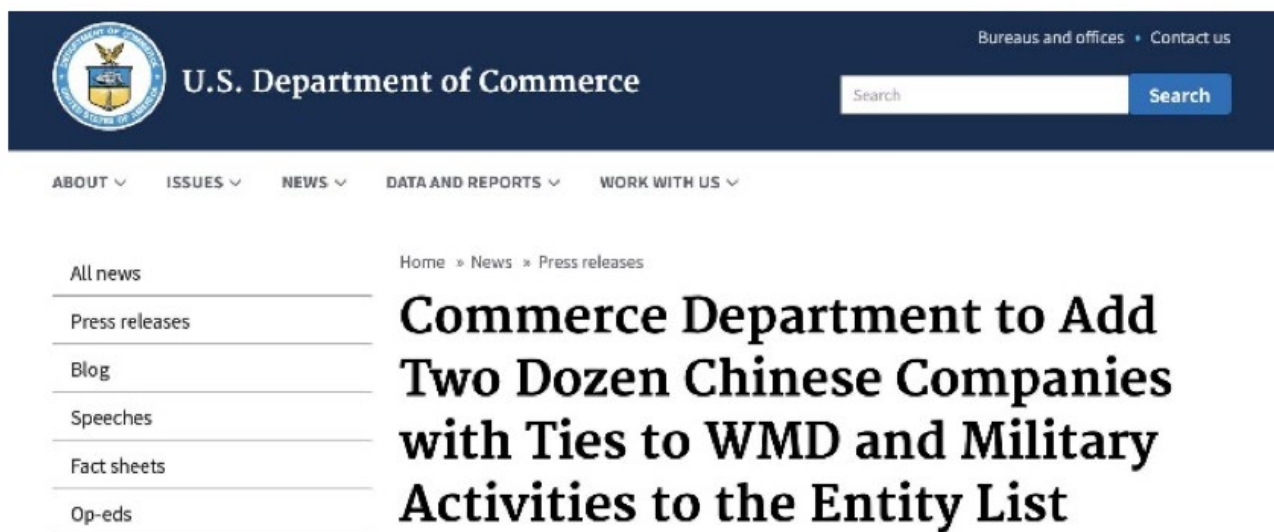 Bureaus and offices • Contact us
U.S. Department of Commerce
Search
Search
ABOUT
ISSUES
NEWS
DATA AND REPORTS
WORK WITH US
All news
Press releases
Blog
Speeches
Fact sheets
Op-eds
Home » News » Press releases
Commerce Department to Add
Two Dozen Chinese Companies
with Ties to WMD and Military
Activities to the Entity List